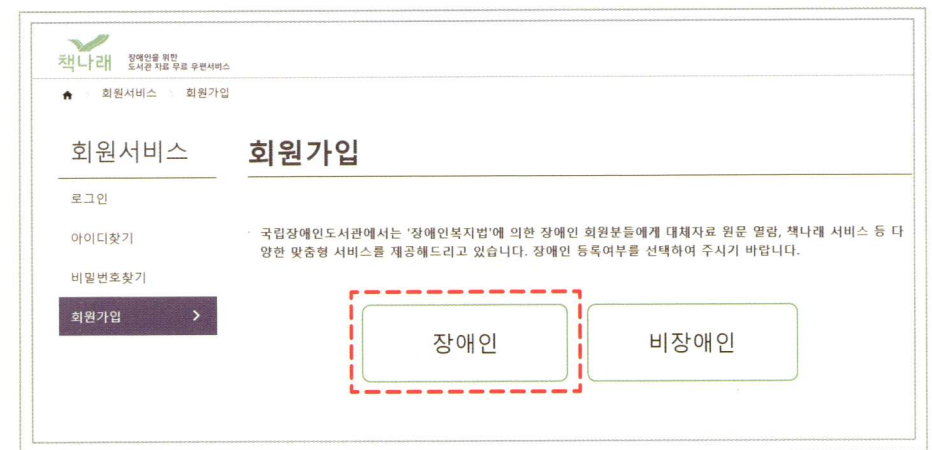 책나래 장애인을 위한
도서관 자료 무료 우편서비스
회원서비스 회원가입
회원서비스
로그인
아이디찾기
비밀번호찾기
회원가입 >
회원가입
국립장애인도서관에서는 '장애인복지법'에 의한 장애인 회원분들에게 대체자료 원문 열람, 책나래 서비스 등 다
양한 맞춤형 서비스를 제공해드리고 있습니다. 장애인 등록여부를 선택하여 주시기 바랍니다.
장애인
비장애인